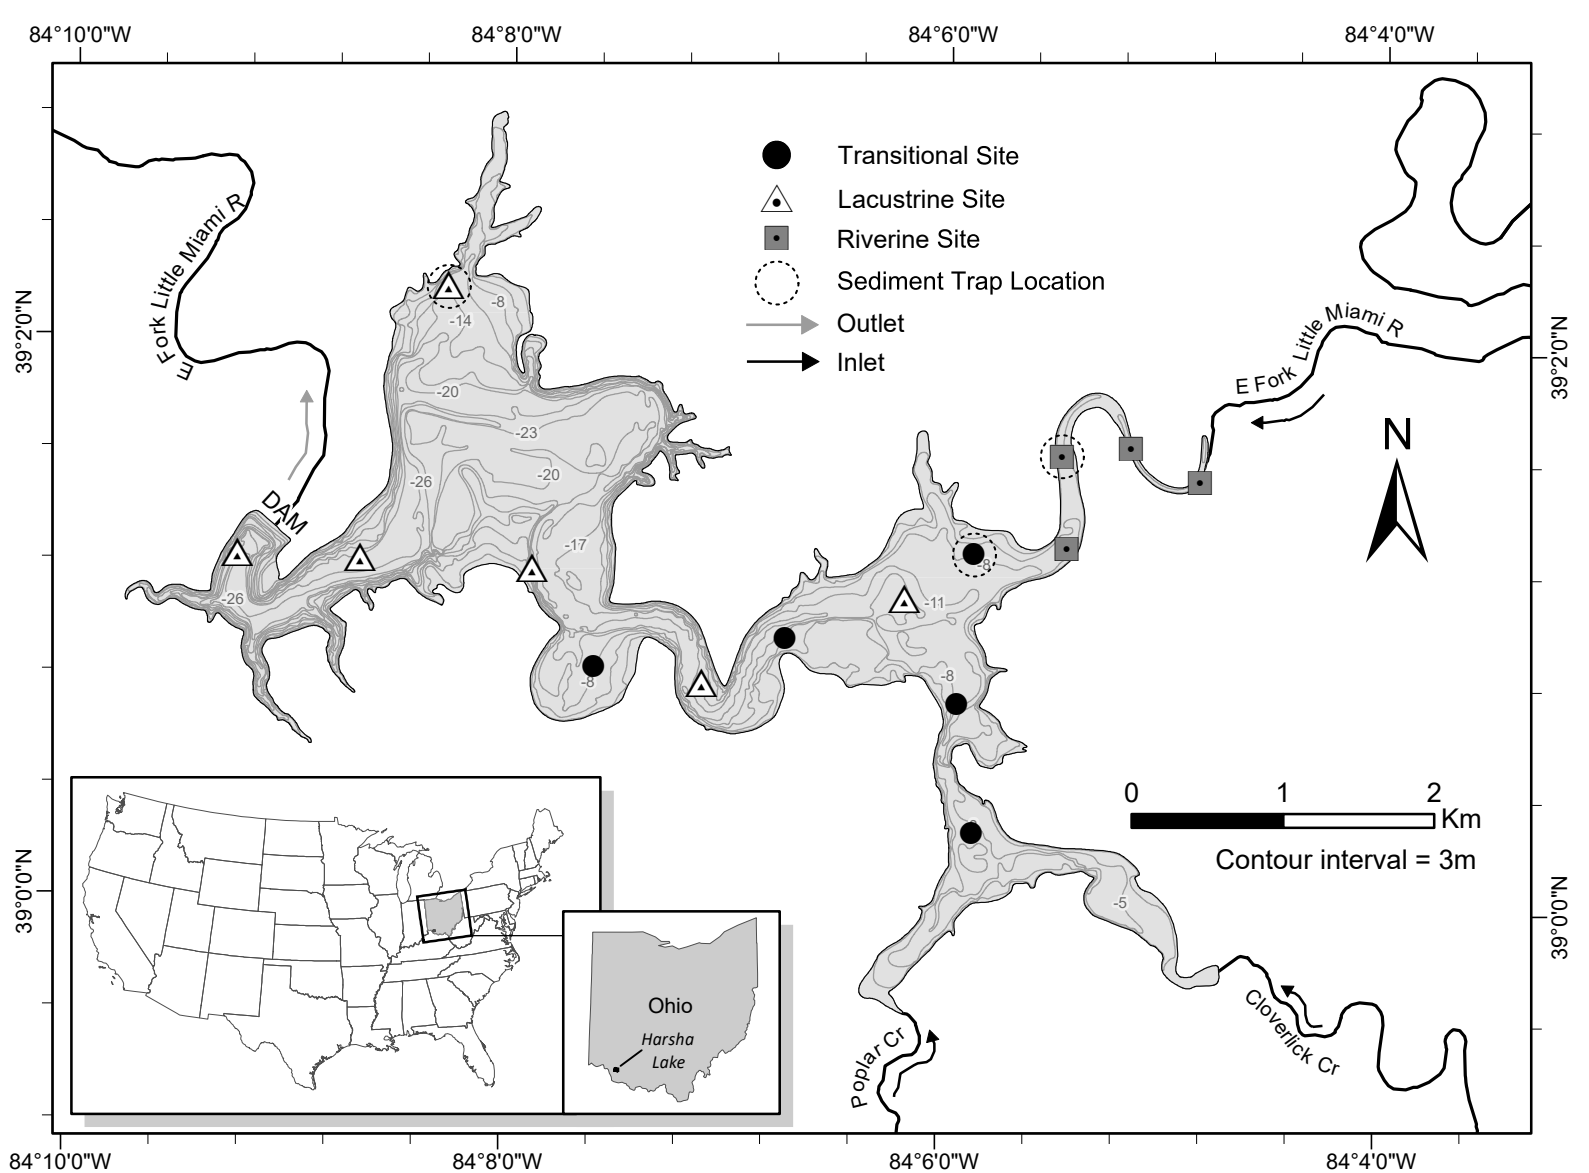 84°10'0"W
84°8'0"W
84°6'0"W
84°4'0"W
Transitional Site
Lacustrine Site
Riverine Site
Sediment Trap Location
Outlet
Inlet
E Fork Little Miami R
39°2'0"N
39°2'0"N
-8
-14
-20
-23
-20
-26
-17
E Fork Little Miami R
N
DAM
-26
-8
-11
-8
-8
0 1 2
Km
Contour interval = 3m
39°0'0"N
39°0'0"N
-5
Ohio
Harsha
Lake
Poplar Cr
Cloverlick Cr
84°10'0"W
84°8'0"W
84°6'0"W
84°4'0"W